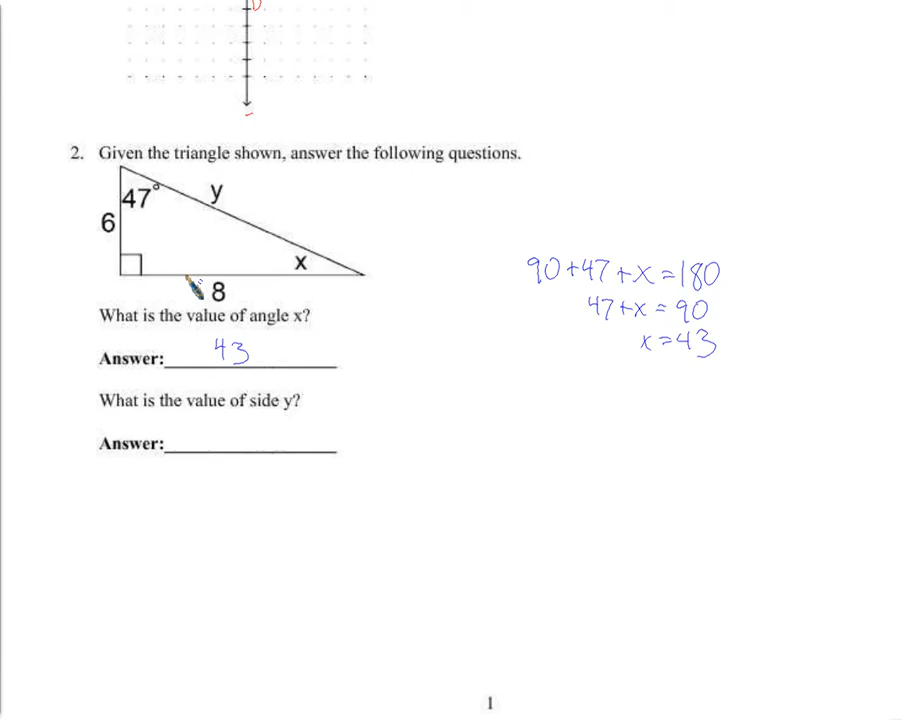 2. Given the triangle shown, answer the following questions.
47°
y
6
x
8
90+47+x=180
47+x=90
x=43
What is the value of angle x?
Answer: 43
What is the value of side y?
Answer:
1